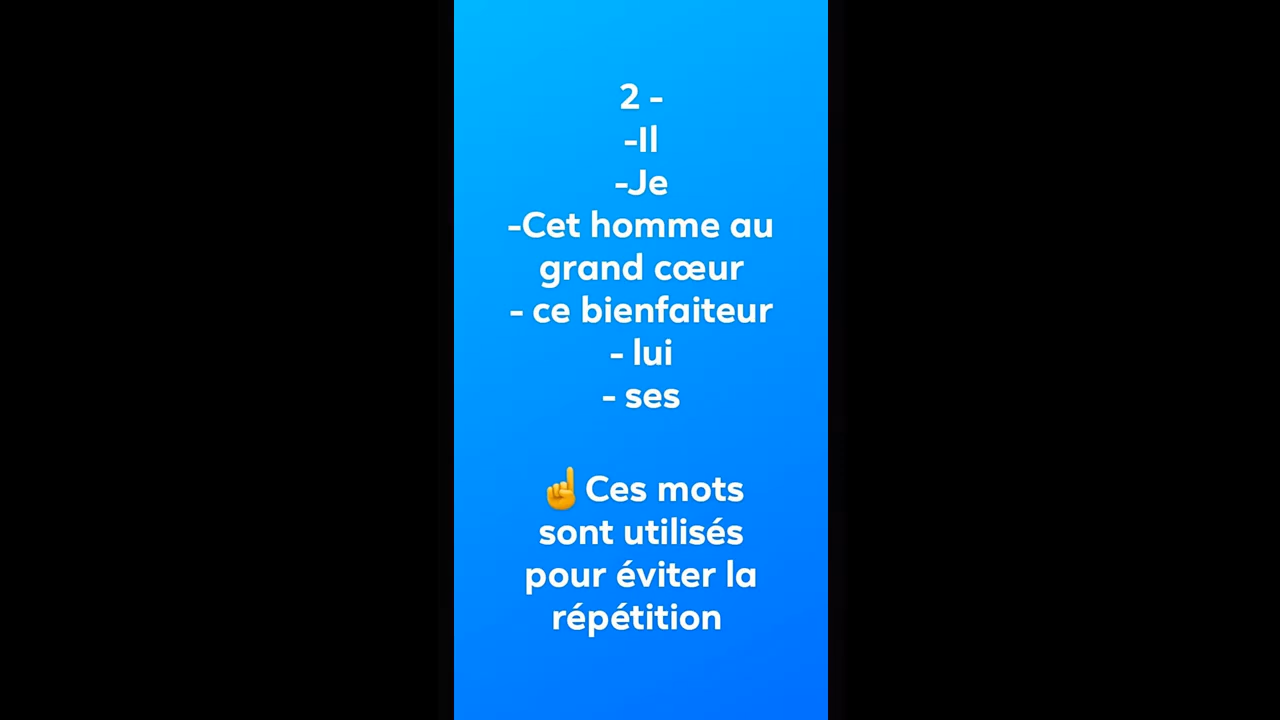 2 -
-Il
-Je
-Cet homme au
grand cœur
- ce bienfaiteur
- lui
- ses
☝Ces mots
sont utilisés
pour éviter la
répétition